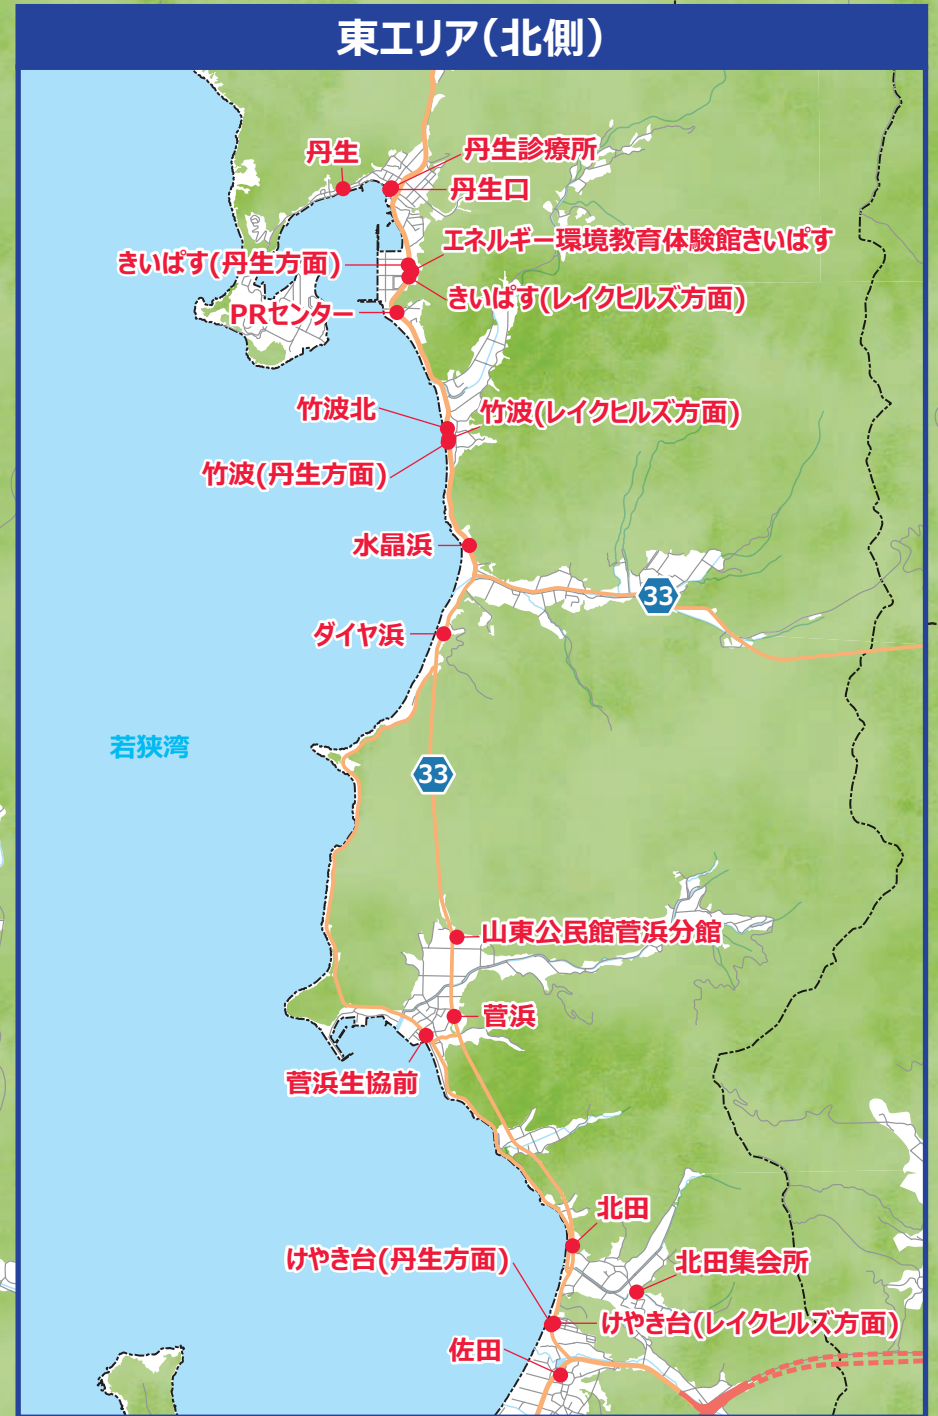 東エリア(北側)
丹生
丹生診療所
丹生口
エネルギー環境教育体験館きいぱす
きいぱす(丹生方面)
きいぱす(レイクヒルズ方面)
PRセンター
竹波北
竹波(レイクヒルズ方面)
竹波(丹生方面)
水晶浜
33
ダイヤ浜
若狭湾
33
山東公民館菅浜分館
菅浜
菅浜生協前
北田
けやき台(丹生方面)
北田集会所
けやき台(レイクヒルズ方面)
佐田